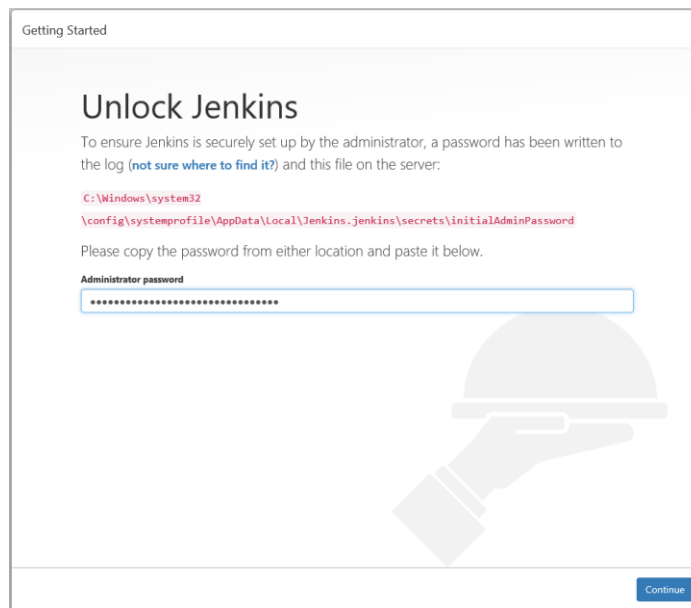 Getting Started
Unlock Jenkins
To ensure Jenkins is securely set up by the administrator, a password has been written to
the log (not sure where to find it?) and this file on the server:
C:\Windows\system32
\config\systemprofile\AppData\Local\Jenkins.jenkins\secrets\initialAdminPassword
Please copy the password from either location and paste it below.
Administrator password
••••••••••••••••••••••••••••••••
Continue